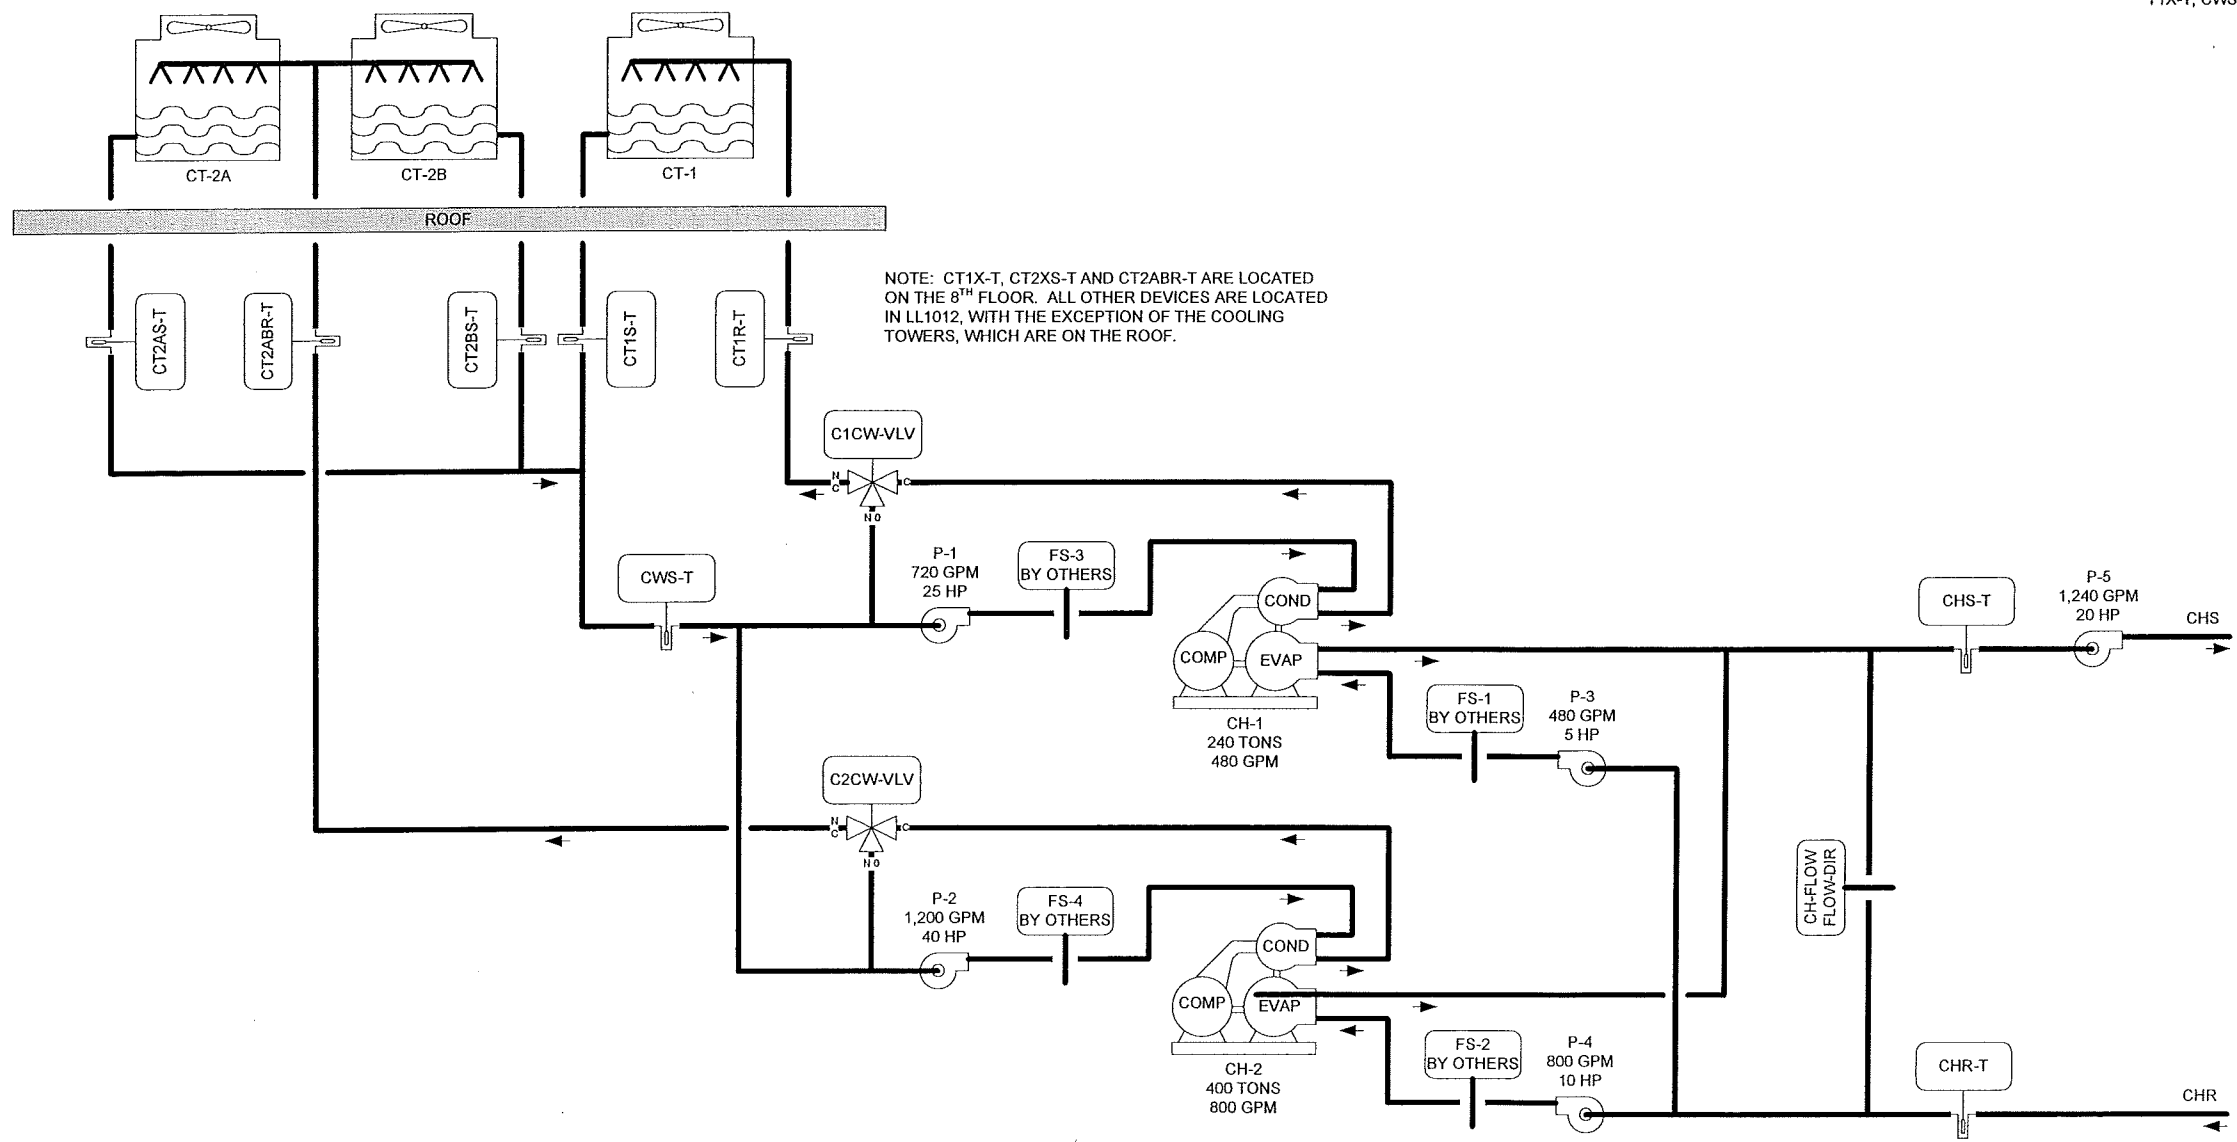 CT-2A
CT-2B
CT-1
ROOF
NOTE: CT1X-T, CT2XS-T AND CT2ABR-T ARE LOCATED
ON THE 8TH FLOOR. ALL OTHER DEVICES ARE LOCATED
IN LL1012, WITH THE EXCEPTION OF THE COOLING
TOWERS, WHICH ARE ON THE ROOF.
CT2AS-T
CT2ABR-T
CT2BS-T
CT1S-T
CT1R-T
C1CW-VLV
N
C
C
N O
CWS-T
P-1
720 GPM
25 HP
FS-3
BY OTHERS
COND
COMP
EVAP
CH-1
240 TONS
480 GPM
CHS-T
P-5
1,240 GPM
20 HP
CHS
FS-1
BY OTHERS
P-3
480 GPM
5 HP
C2CW-VLV
N
C
C
N O
P-2
1,200 GPM
40 HP
FS-4
BY OTHERS
COND
COMP
EVAP
CH-2
400 TONS
800 GPM
CH-FLOW
FLOW-DIR
FS-2
BY OTHERS
P-4
800 GPM
10 HP
CHR-T
CHR